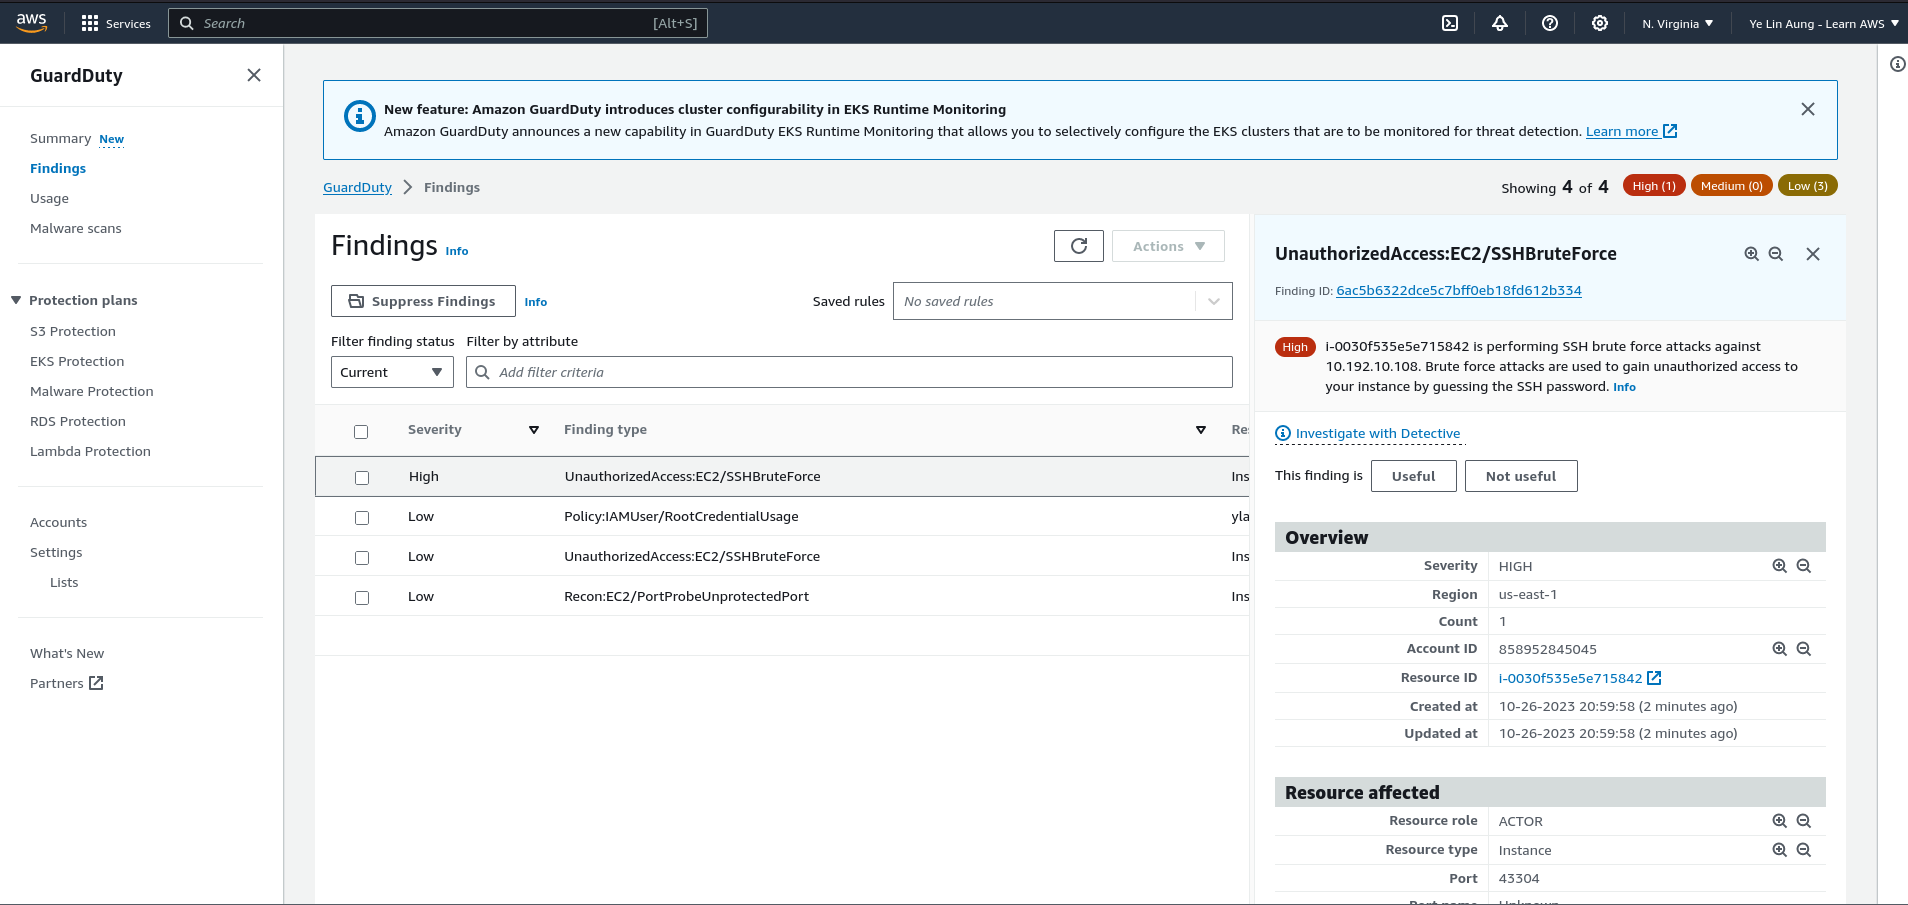 aws
Services
Search
[Alt+S]
N. Virginia
Ye Lin Aung - Learn AWS
GuardDuty
Summary New
Findings
Usage
Malware scans
Protection plans
S3 Protection
EKS Protection
Malware Protection
RDS Protection
Lambda Protection
Accounts
Settings
Lists
What's New
Partners
New feature: Amazon GuardDuty introduces cluster configurability in EKS Runtime Monitoring
Amazon GuardDuty announces a new capability in GuardDuty EKS Runtime Monitoring that allows you to selectively configure the EKS clusters that are to be monitored for threat detection. Learn more
GuardDuty Findings
Showing 4 of 4 High (1) Medium (0) Low (3)
Findings Info
Actions
Suppress Findings Info
Saved rules No saved rules
Filter finding status Filter by attribute
Current Add filter criteria
Severity Finding type Re
High UnauthorizedAccess:EC2/SSHBruteForce Ins
Low Policy:IAMUser/RootCredentialUsage yla
Low UnauthorizedAccess:EC2/SSHBruteForce Ins
Low Recon:EC2/PortProbeUnprotectedPort Ins
UnauthorizedAccess:EC2/SSHBruteForce
Finding ID: 6ac5b6322dce5c7bff0eb18fd612b334
High i-0030f535e5e715842 is performing SSH brute force attacks against
10.192.10.108. Brute force attacks are used to gain unauthorized access to
your instance by guessing the SSH password. Info
Investigate with Detective
This finding is Useful Not useful
Overview
Severity HIGH
Region us-east-1
Count 1
Account ID 858952845045
Resource ID i-0030f535e5e715842
Created at 10-26-2023 20:59:58 (2 minutes ago)
Updated at 10-26-2023 20:59:58 (2 minutes ago)
Resource affected
Resource role ACTOR
Resource type Instance
Port 43304
Port name Unknown